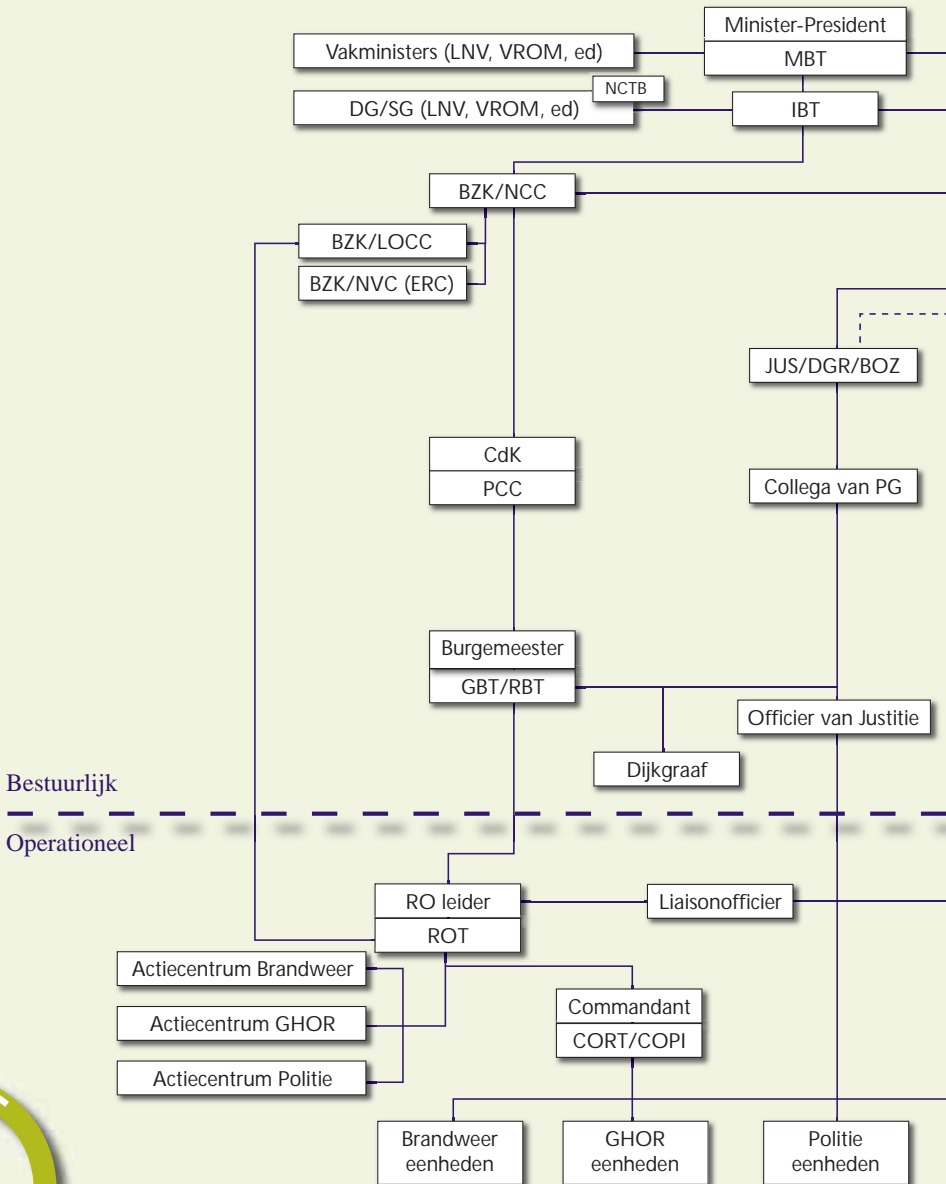 Minister-President
Vakministers (LNV, VROM, ed)
MBT
NCTB
DG/SG (LNV, VROM, ed)
IBT
BZK/NCC
BZK/LOCC
BZK/NVC (ERC)
JUS/DGR/BOZ
CdK
PCC
Collega van PG
Burgemeester
GBT/RBT
Officier van Justitie
Dijkgraaf
Bestuurlijk
Operationeel
RO leider
Liaisonofficier
ROT
Actiecentrum Brandweer
Commandant
Actiecentrum GHOR
CORT/COPI
Actiecentrum Politie
Brandweer
eenheden
GHOR
eenheden
Politie
eenheden